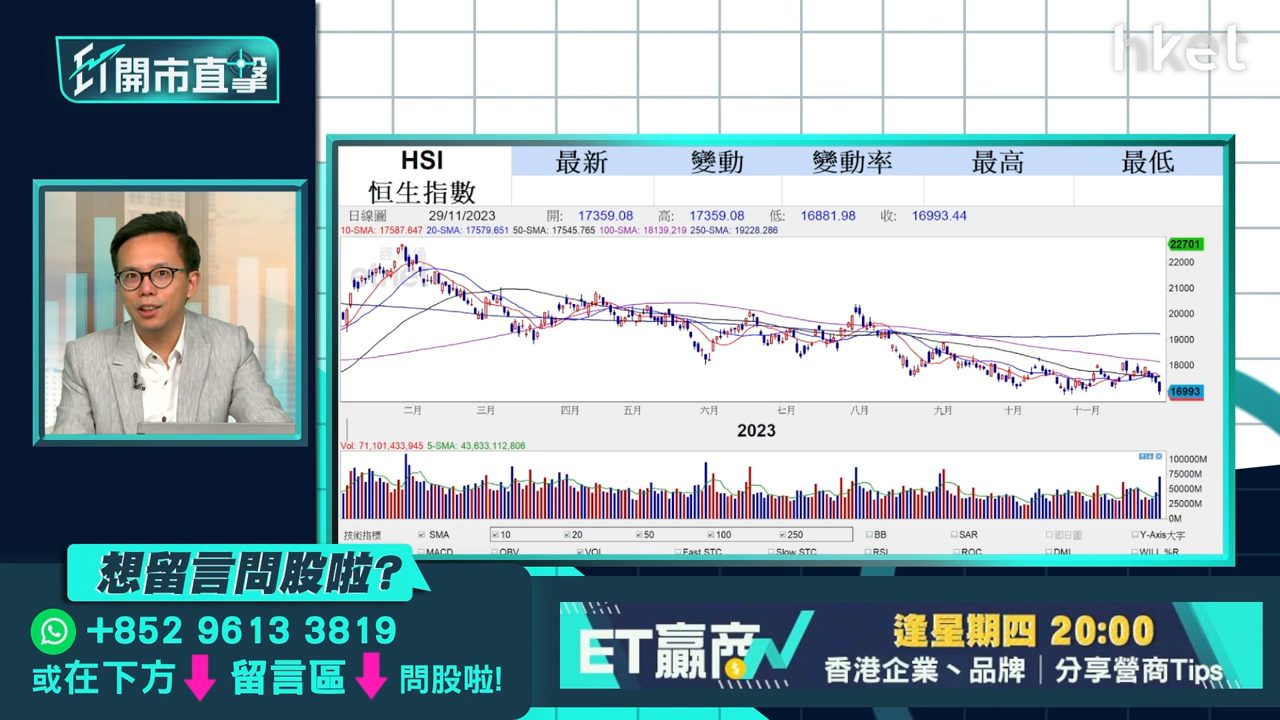 ET開市直擊
hket
HSI 最新 變動 變動率 最高 最低
恒生指數
日線圖 29/11/2023 開: 17359.08 高: 17359.08 低: 16881.98 收: 16993.44
10-SMA: 17587.647 20-SMA: 17579.651 50-SMA: 17545.765 100-SMA: 18139.219 250-SMA: 19228.286
22701
22000
21000
20000
19000
18000
16993
二月 三月 四月 五月 六月 七月 八月 九月 十月 十一月
2023
Vol: 71,101,433,945 5-SMA: 43,633,112,806
100000M
75000M
50000M
25000M
0M
技術指標 SMA 10 20 50 100 250 BB SAR 即日圖 Y-Axis大字
MACD OBV VOL Fast STC Slow STC RSI ROC DMI WILL %R
想留言問股啦?
+852 9613 3819
或在下方 留言區 問股啦!
ET贏商
逢星期四 20:00
香港企業、品牌｜分享營商Tips